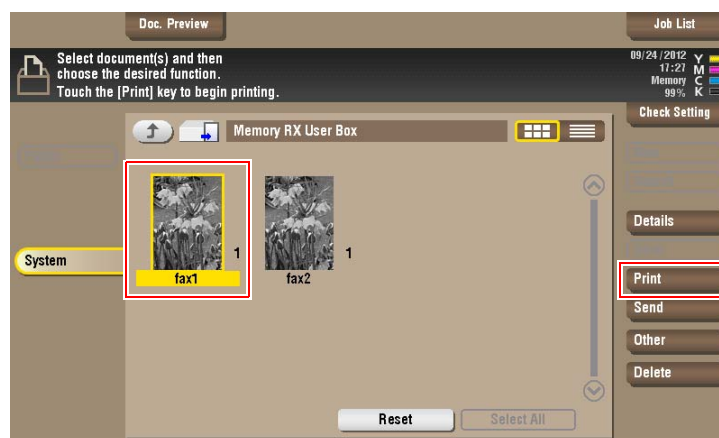 Doc. Preview
Job List
Select document(s) and then
choose the desired function.
Touch the [Print] key to begin printing.
09/24/2012
17:27
Memory
99%
Y
M
C
K
Check Setting
Memory RX User Box
System
1
fax1
1
fax2
Details
Print
Send
Other
Delete
Reset
Select All